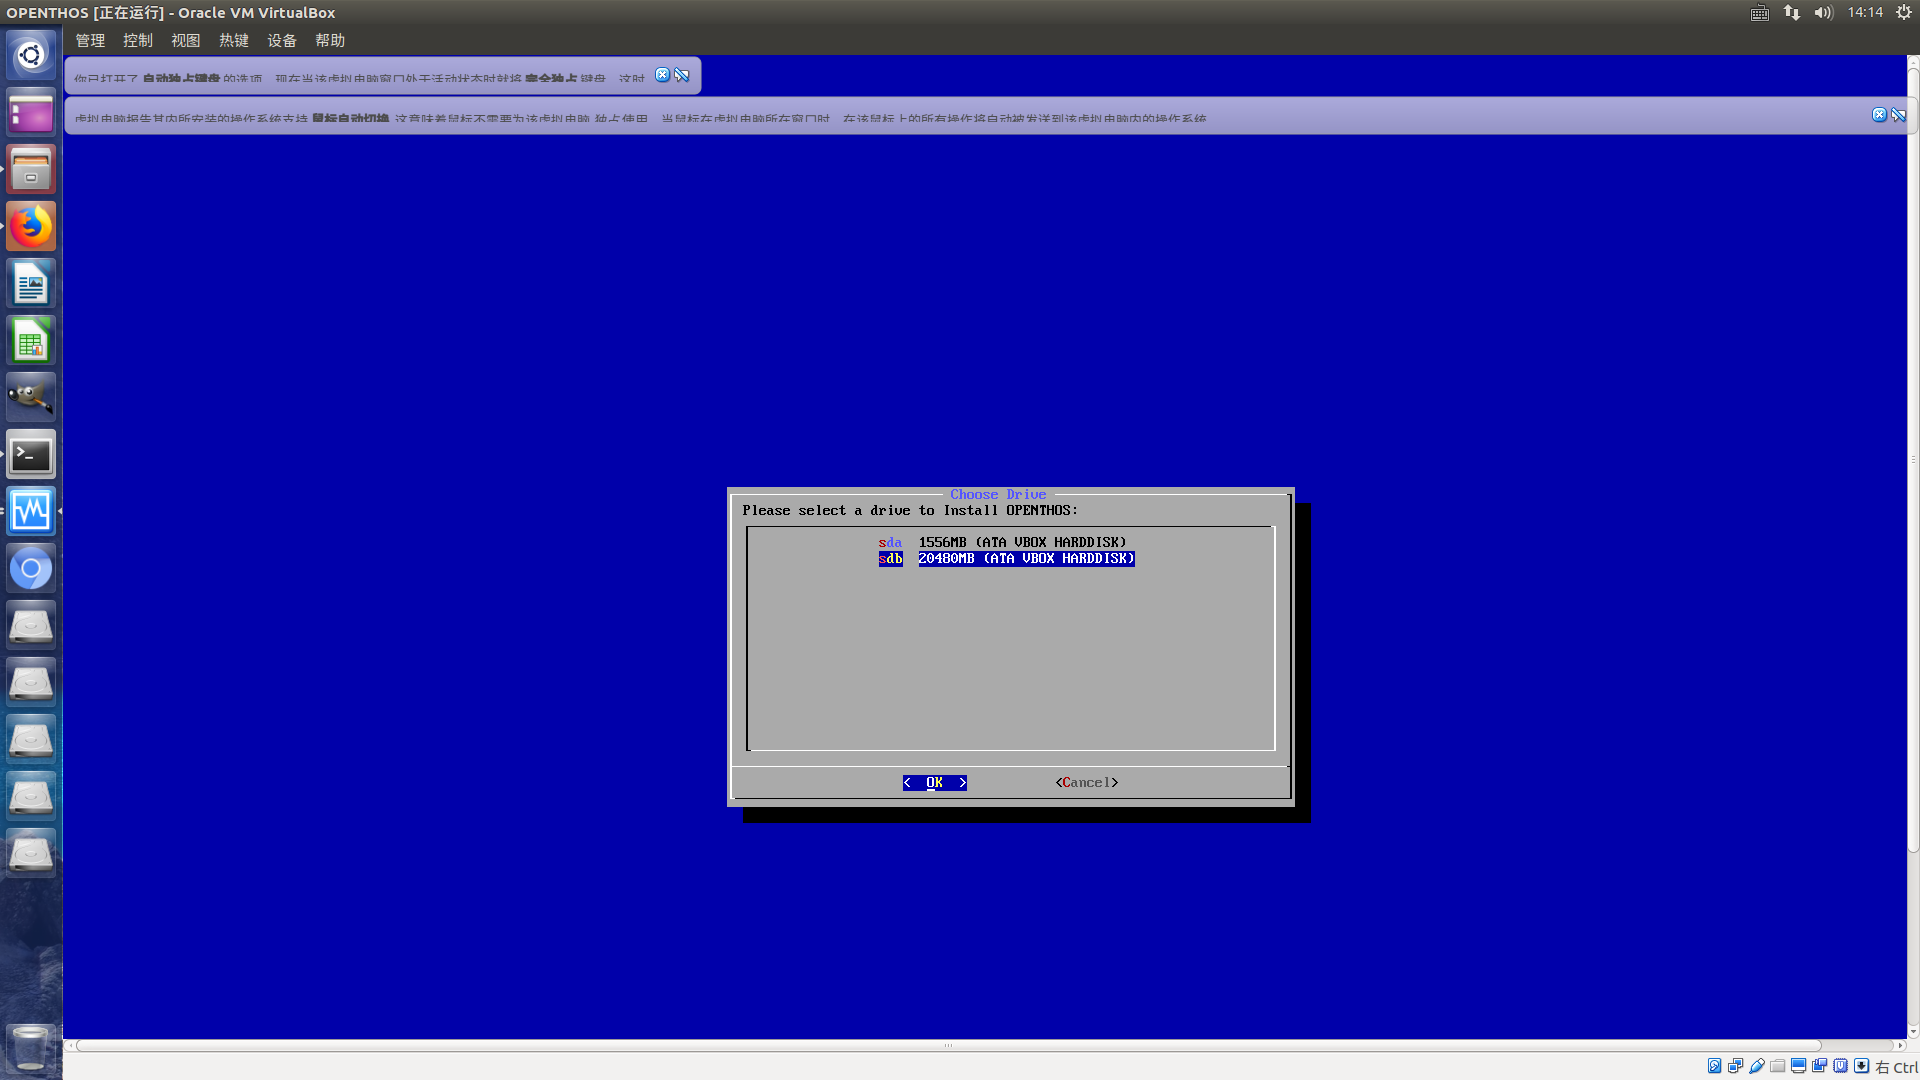 OPENTHOS [正在运行] - Oracle VM VirtualBox
14:14
管理 控制 视图 热键 设备 帮助
你已打开了 自动独占键盘 的选项。现在当该虚拟电脑窗口处于活动状态时就将 完全独占 键盘，这时
虚拟电脑报告其内所安装的操作系统支持 鼠标自动切换。这意味着鼠标不需要为该虚拟电脑 独占 使用，当鼠标在虚拟电脑所在窗口时，在该鼠标上的所有操作将自动被发送到该虚拟电脑内的操作系统
Choose Drive
Please select a drive to Install OPENTHOS:
sda 1556MB (ATA VBOX HARDDISK)
sdb 20480MB (ATA VBOX HARDDISK)
< OK > <Cancel>
右 Ctrl